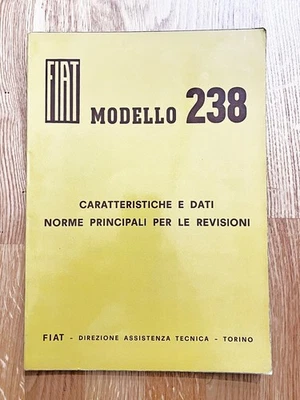 FIAT
MODELLO 238
CARATTERISTICHE E DATI
NORME PRINCIPALI PER LE REVISIONI
FIAT - DIREZIONE ASSISTENZA TECNICA - TORINO